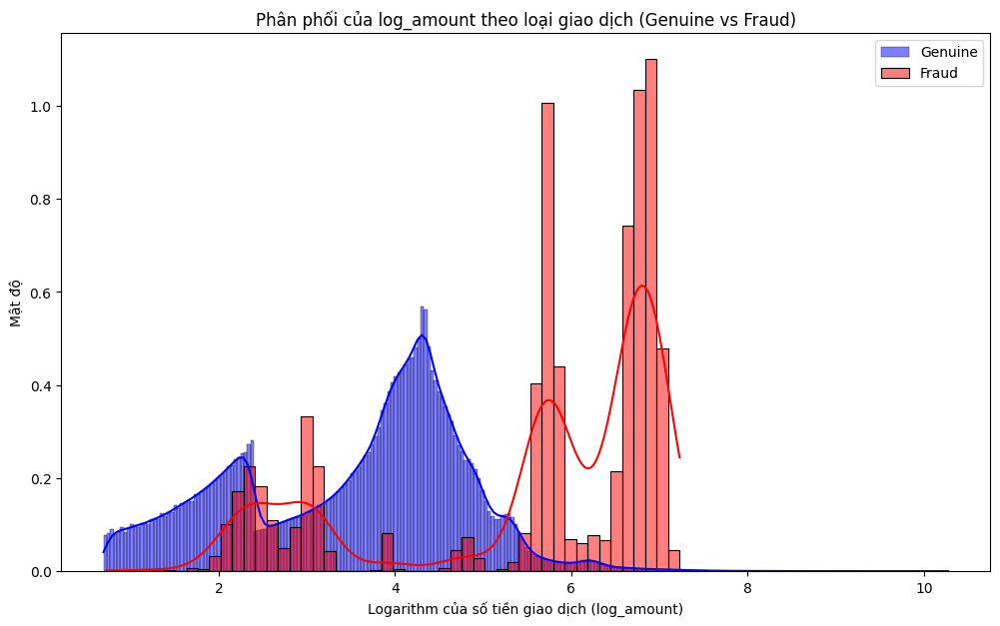 Phân phối của log_amount theo loại giao dịch (Genuine vs Fraud)
Genuine
Fraud
Mật độ
1.0
0.8
0.6
0.4
0.2
0.0
2
4
6
8
10
Logarithm của số tiền giao dịch (log_amount)